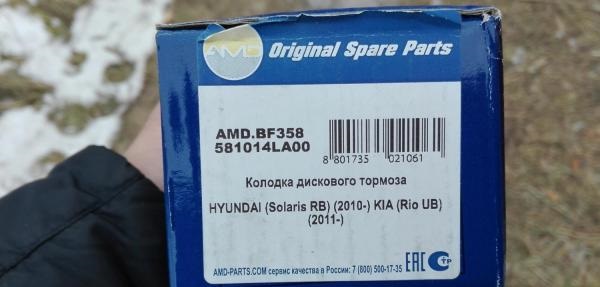 AMD Original Spare Parts
AMD.BF358
581014LA00
8 801735 021061
Колодка дискового тормоза
HYUNDAI (Solaris RB) (2010-) KIA (Rio UB)
(2011-)
AMD-PARTS.COM сервис качества в России: 7 (800) 500-17-35
EAC СТР